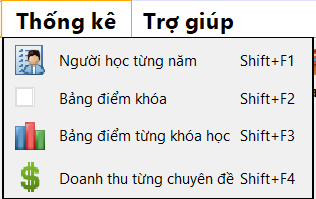 Thống kê Trợ giúp
Người học từng năm Shift+F1
Bảng điểm khóa Shift+F2
Bảng điểm từng khóa học Shift+F3
Doanh thu từng chuyên đề Shift+F4